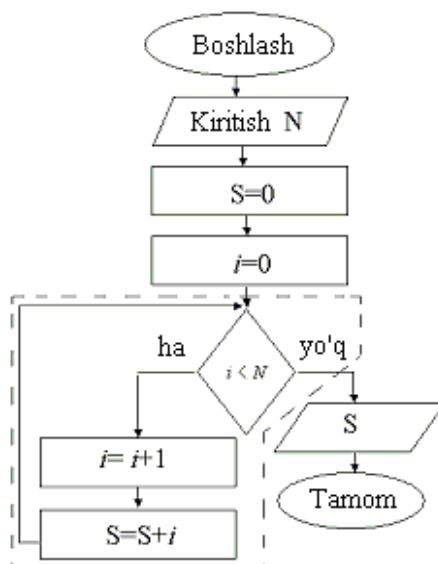 Boshlash
Kiritish N
S=0
i=0
ha
i < N
yo'q
i= i+1
S
S=S+i
Tamom